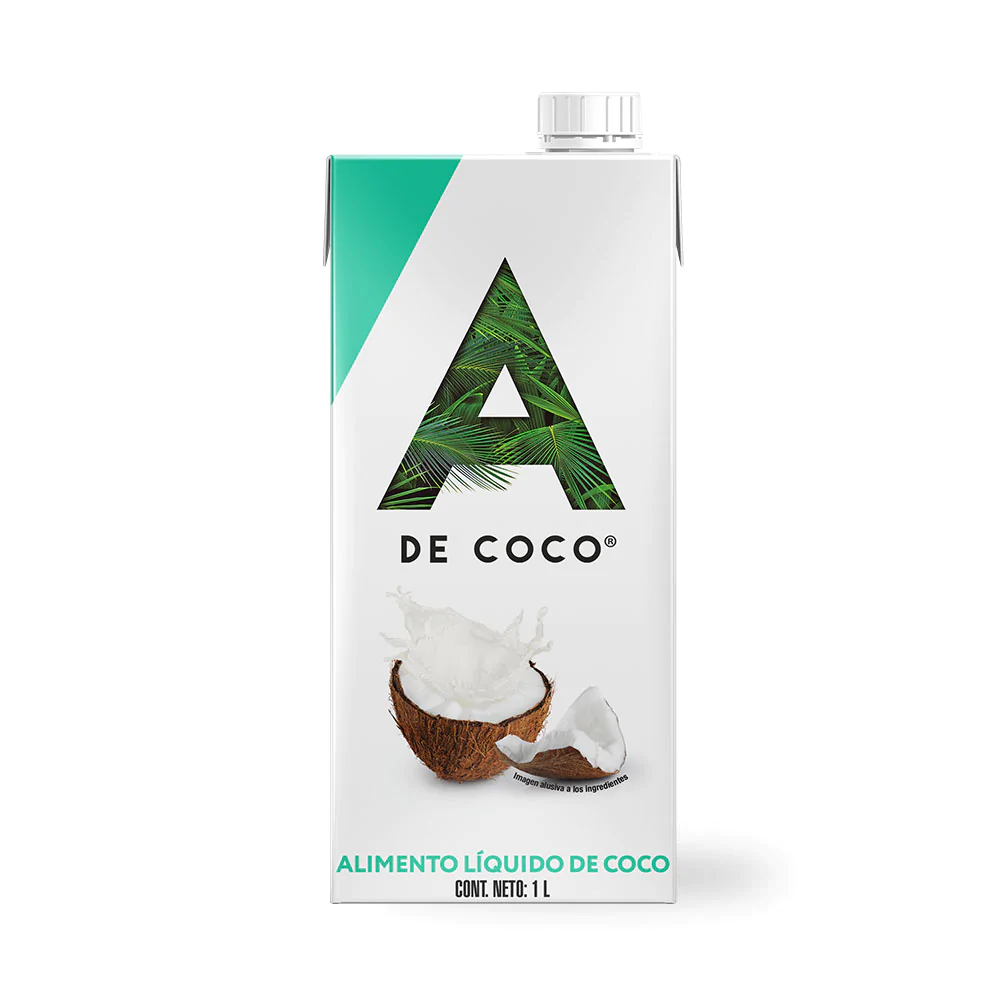 A
DE COCO®
Imagen alusiva a los ingredientes
ALIMENTO LÍQUIDO DE COCO
CONT. NETO: 1 L